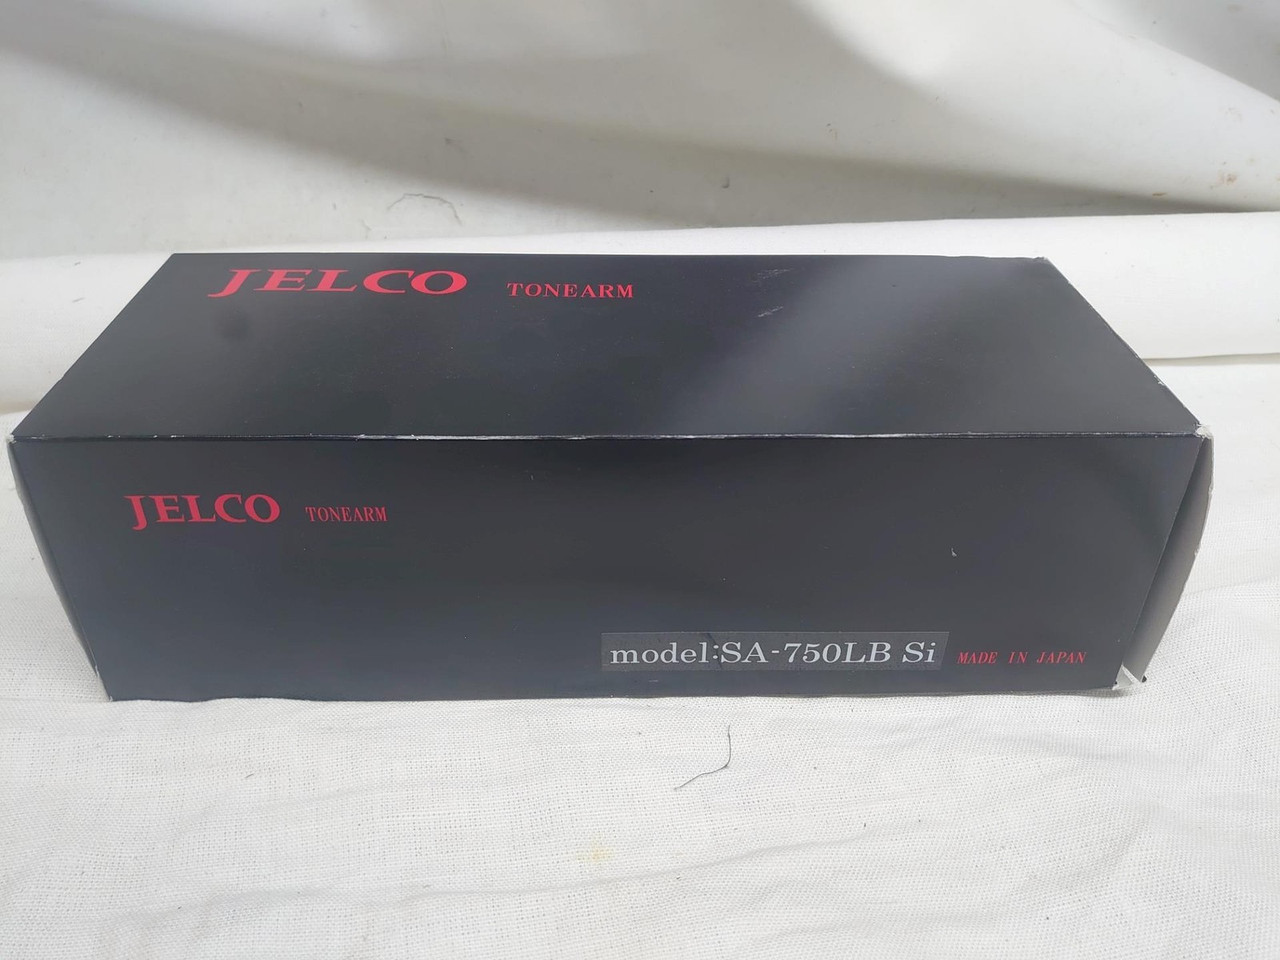 JELCO TONEARM
JELCO TONEARM
model:SA-750LB Si MADE IN JAPAN